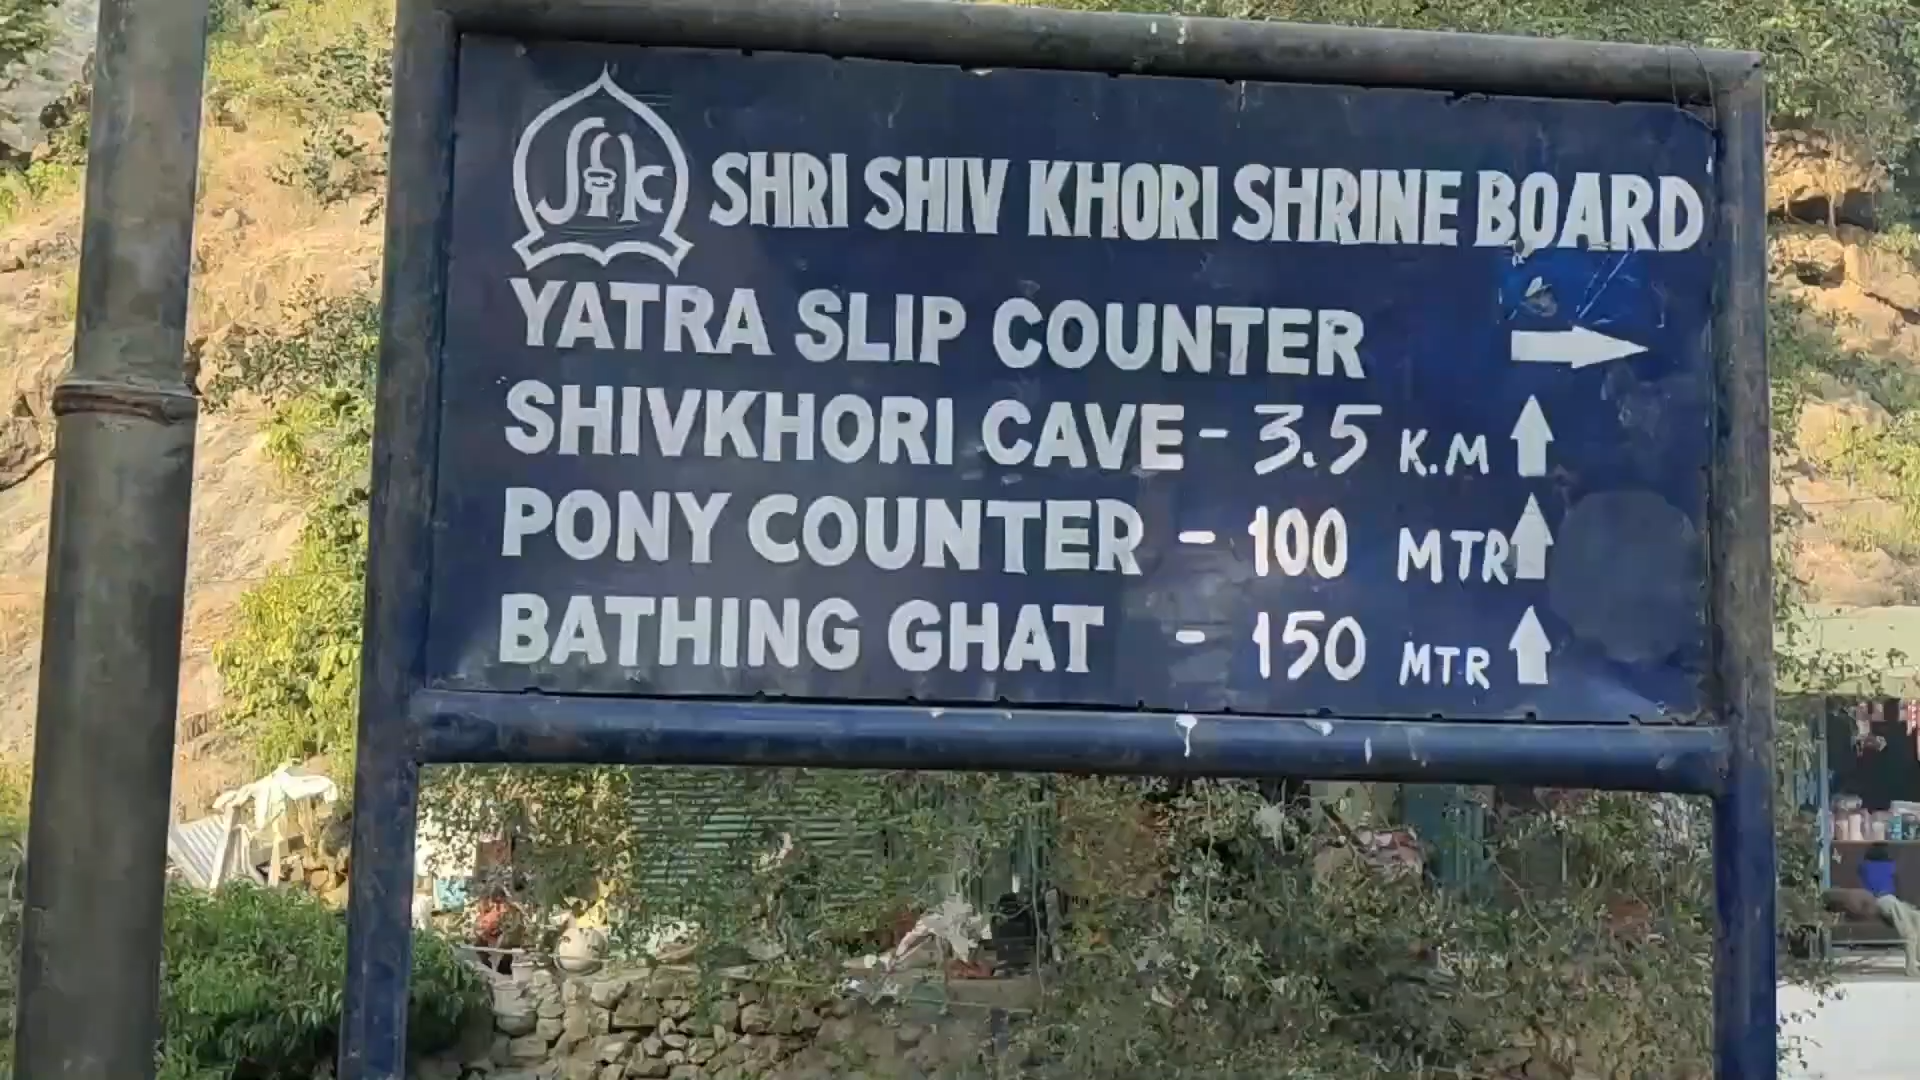 SHRI SHIV KHORI SHRINE BOARD
YATRA SLIP COUNTER →
SHIVKHORI CAVE - 3.5 K.M ↑
PONY COUNTER - 100 MTR ↑
BATHING GHAT - 150 MTR ↑